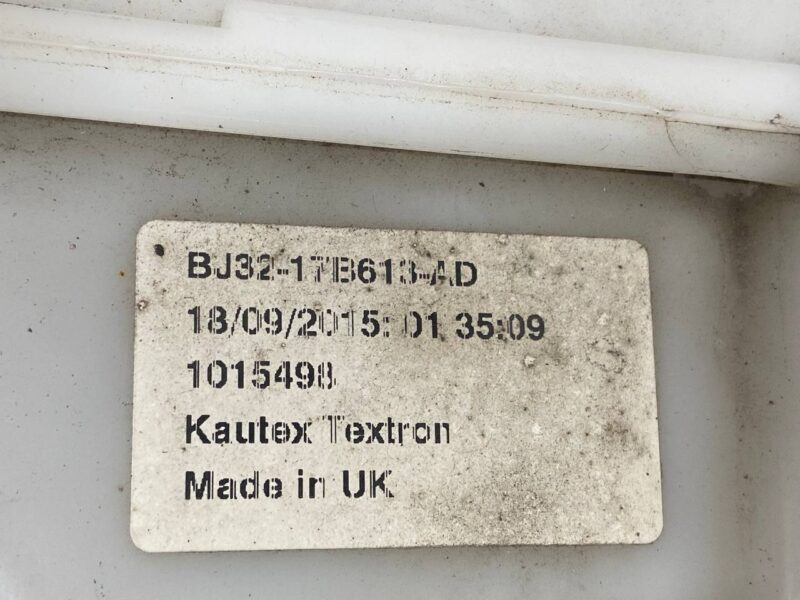 BJ32-17B613-AD
18/09/2015: 01 35:09
1015498
Kautex Textron
Made in UK